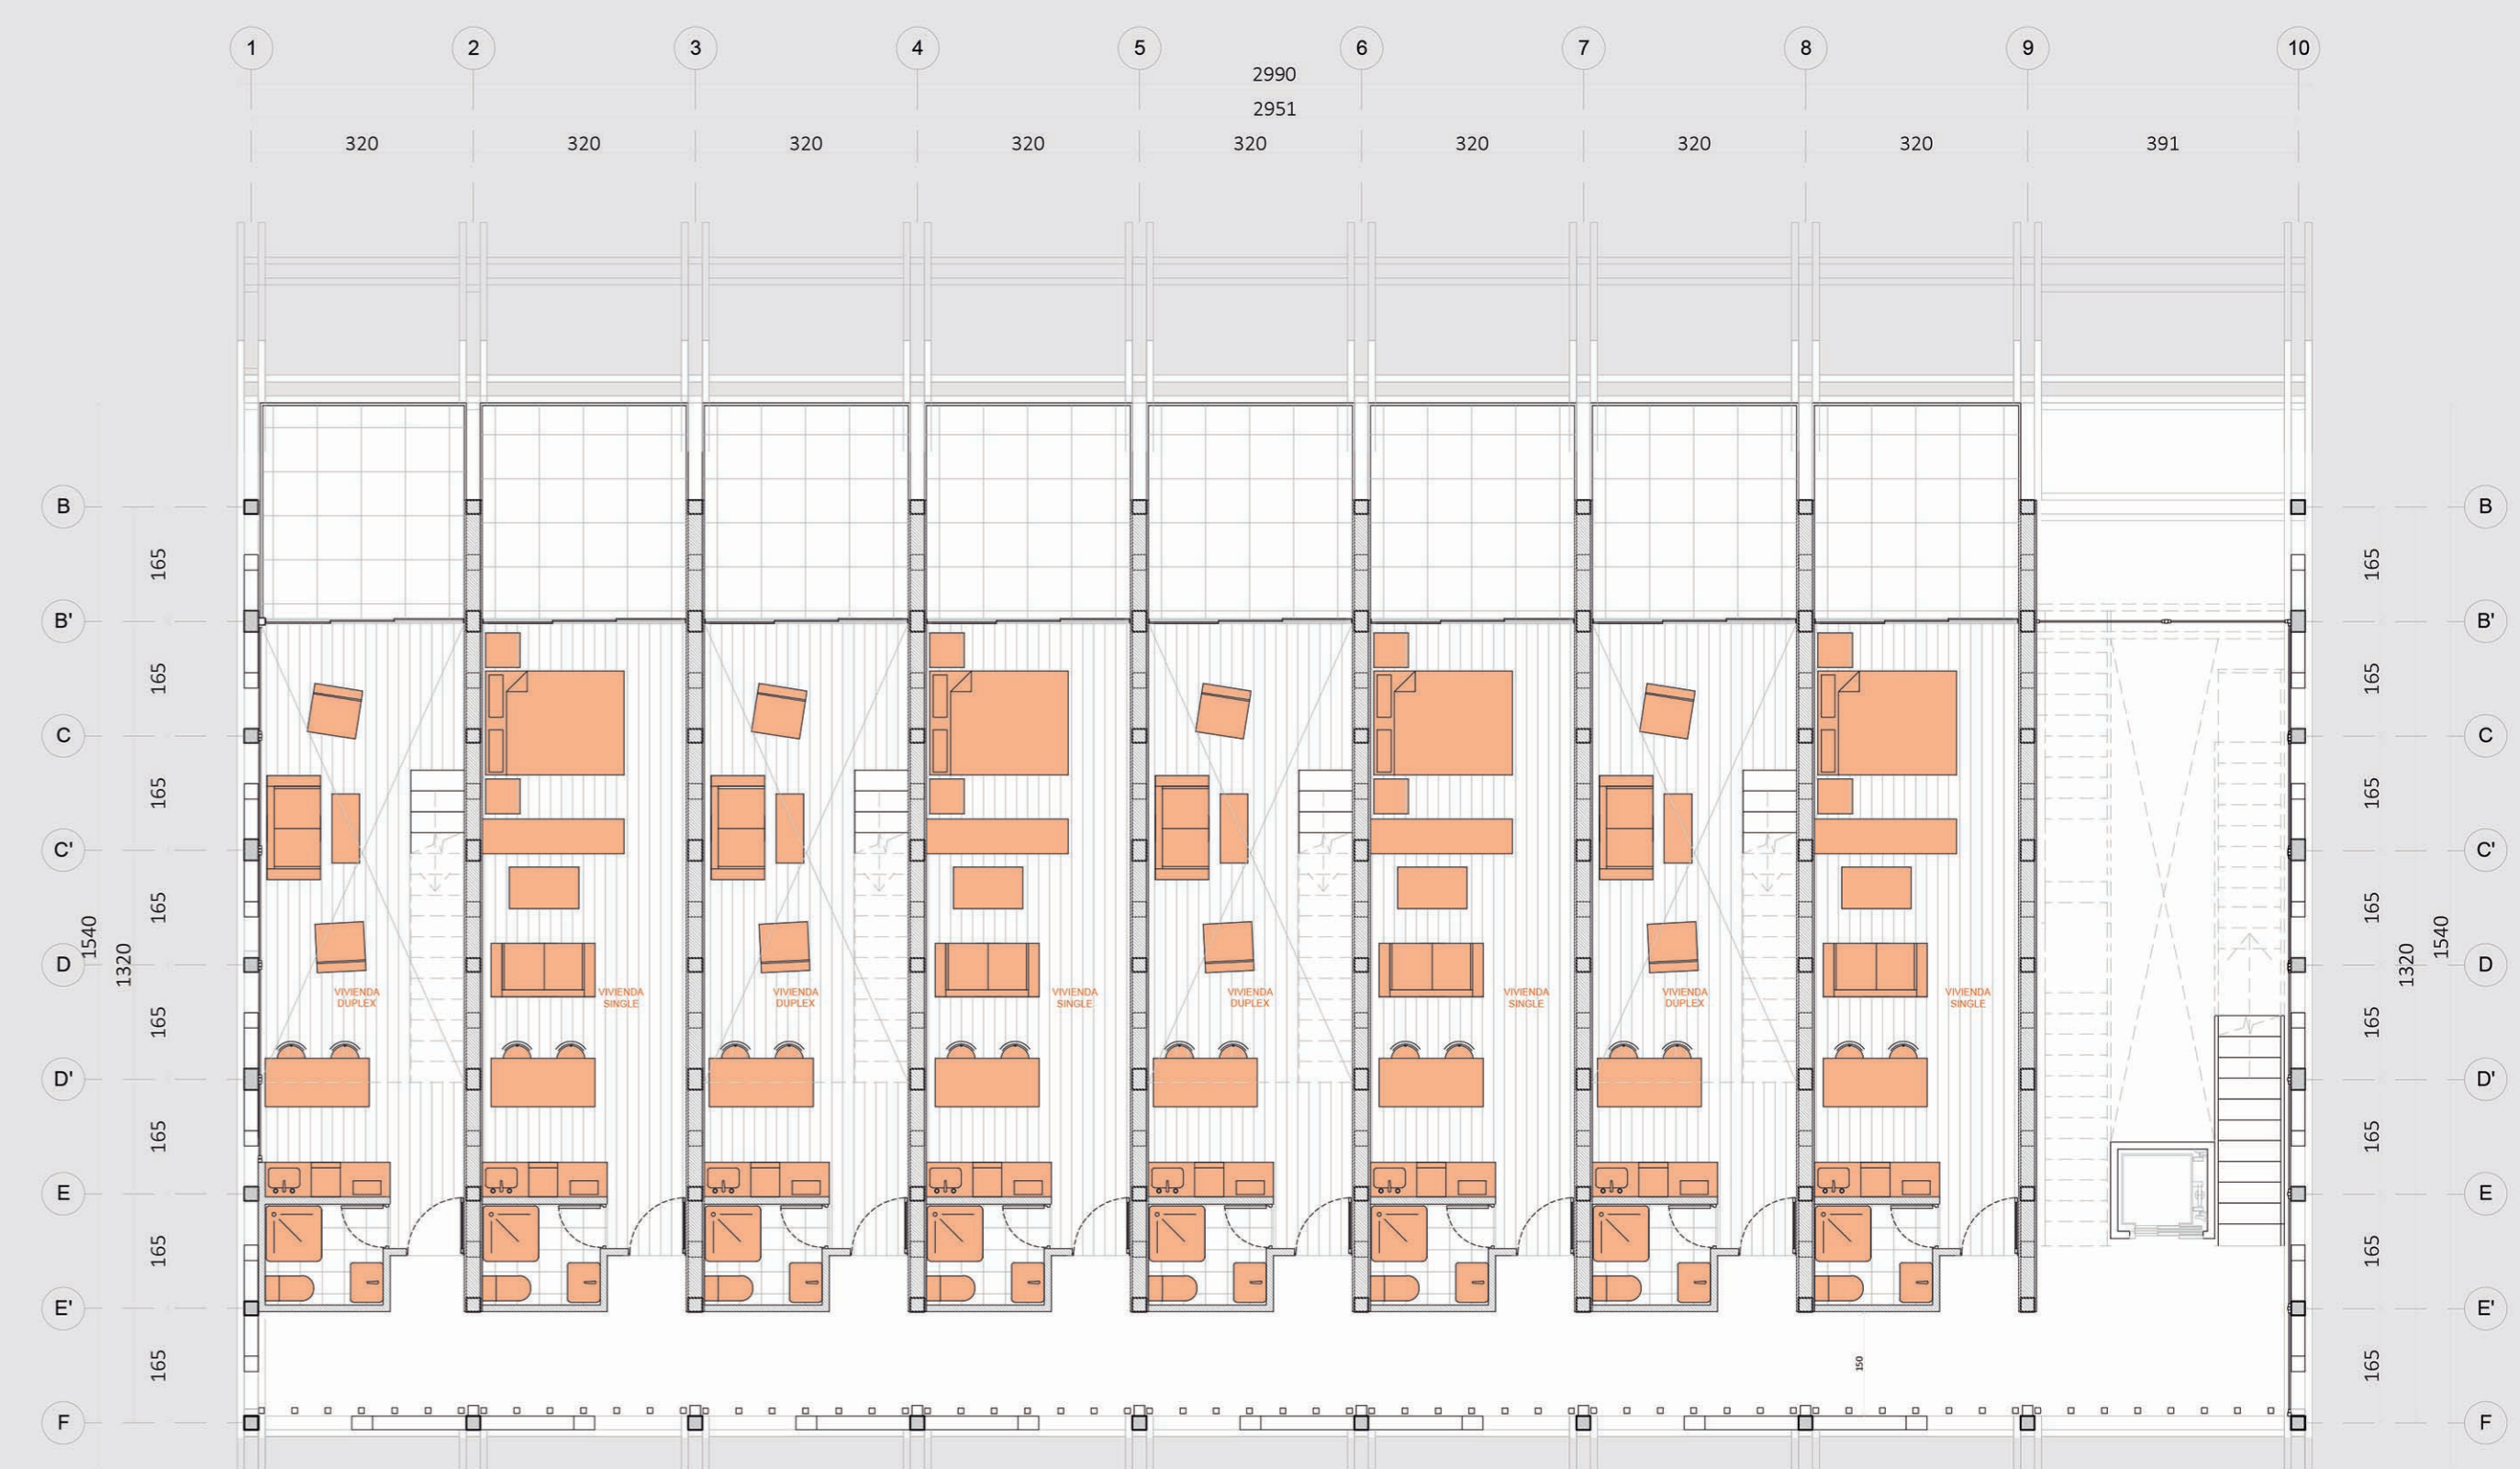 1 2 3 4 5 6 7 8 9 10
2990
2951
320 320 320 320 320 320 320 320 391
B B
165 165
B' B'
165 165
C C
165 165
C' C'
165 165
1540 1320 1320 1540
D D
VIVIENDA VIVIENDA VIVIENDA VIVIENDA VIVIENDA VIVIENDA VIVIENDA VIVIENDA
DUPLEX SINGLE DUPLEX SINGLE DUPLEX SINGLE DUPLEX SINGLE
165 165
D' D'
165 165
E E
165 165
E' E'
165 150 165
F F